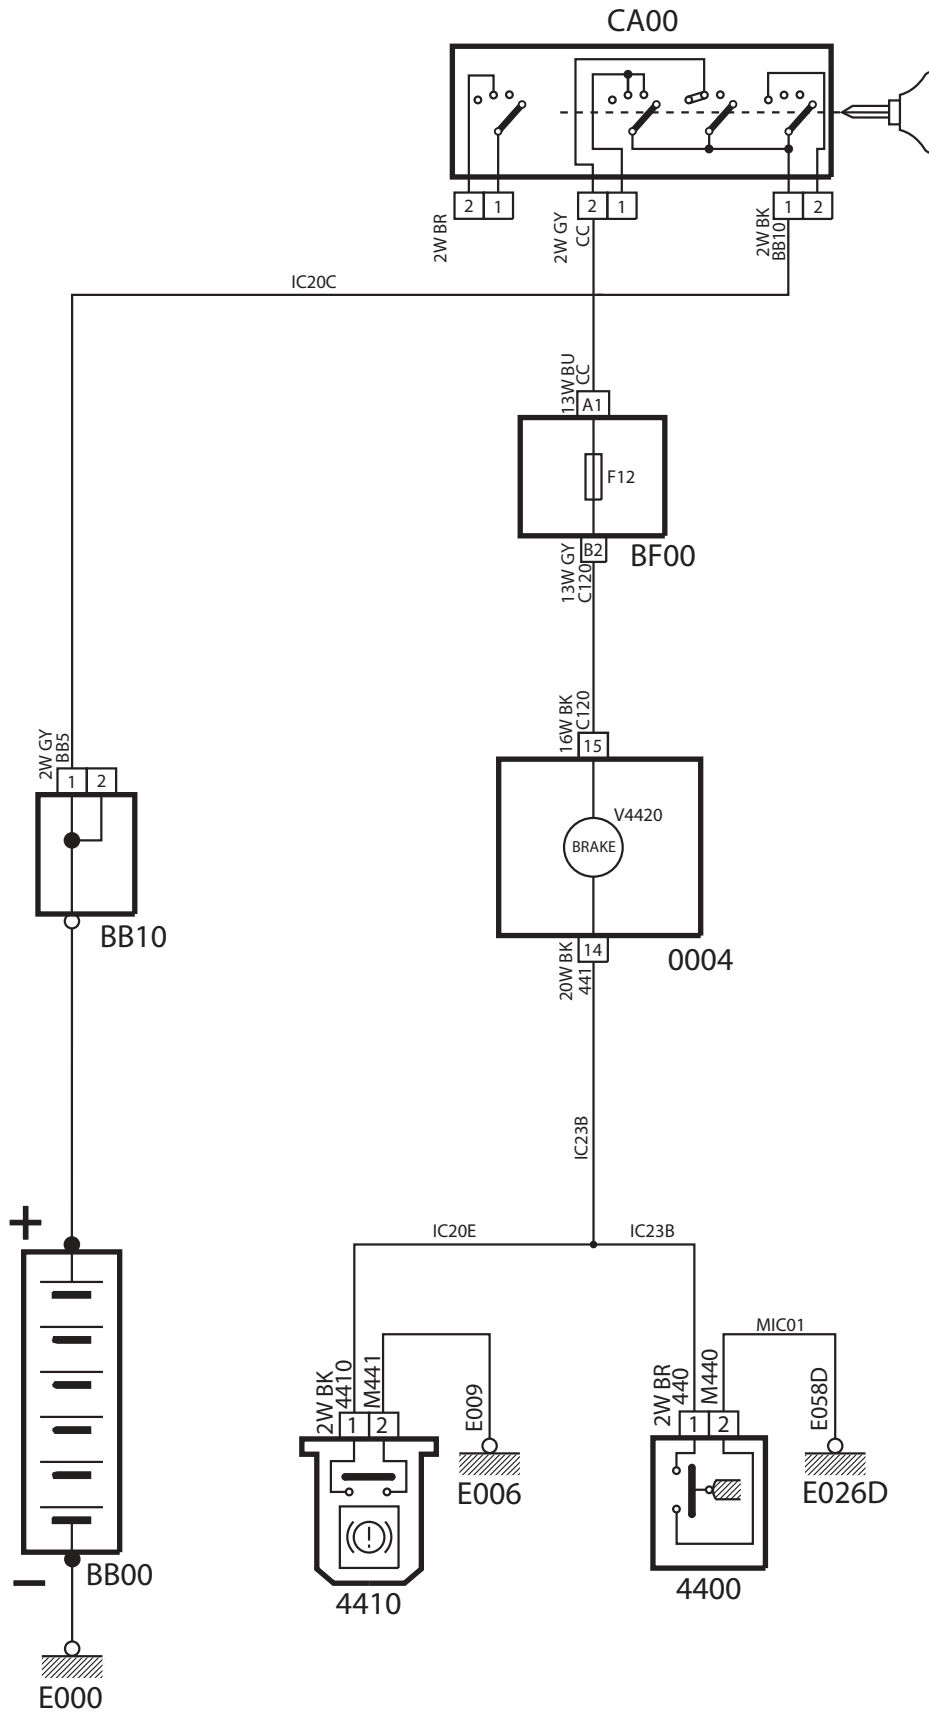 CA00
2 1
2 1
1 2
2W BR
2W GY
CC
2W BK
BB10
IC20C
13W BU
CC
A1
F12
B2
BF00
13W GY
C120
16W BK
C120
15
V4420
BRAKE
14
0004
20W BK
441
2W GY
BB5
1 2
BB10
IC23B
IC20E
IC23B
MIC01
2W BK
4410
M441
E009
2W BR
440
M440
E058D
1 2
1 2
E006
E026D
+
−
BB00
4410
4400
E000